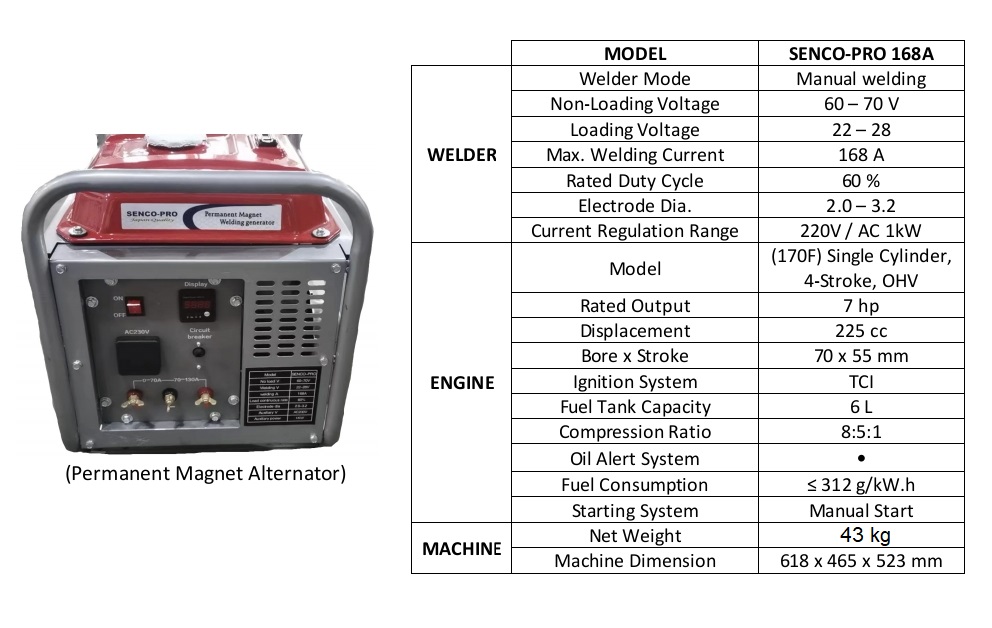 MODEL SENCO-PRO 168A
WELDER
Welder Mode Manual welding
Non-Loading Voltage 60 – 70 V
Loading Voltage 22 – 28
Max. Welding Current 168 A
Rated Duty Cycle 60 %
Electrode Dia. 2.0 – 3.2
Current Regulation Range 220V / AC 1kW
ENGINE
Model (170F) Single Cylinder,
4-Stroke, OHV
Rated Output 7 hp
Displacement 225 cc
Bore x Stroke 70 x 55 mm
Ignition System TCI
Fuel Tank Capacity 6 L
Compression Ratio 8:5:1
Oil Alert System •
Fuel Consumption ≤ 312 g/kW.h
Starting System Manual Start
MACHINE
Net Weight 43 kg
Machine Dimension 618 x 465 x 523 mm
SENCO-PRO
Permanent Magnet
Welding generator
Display
ON
OFF
AC230V
Circuit
breaker
Model SENCO-PRO
(Permanent Magnet Alternator)